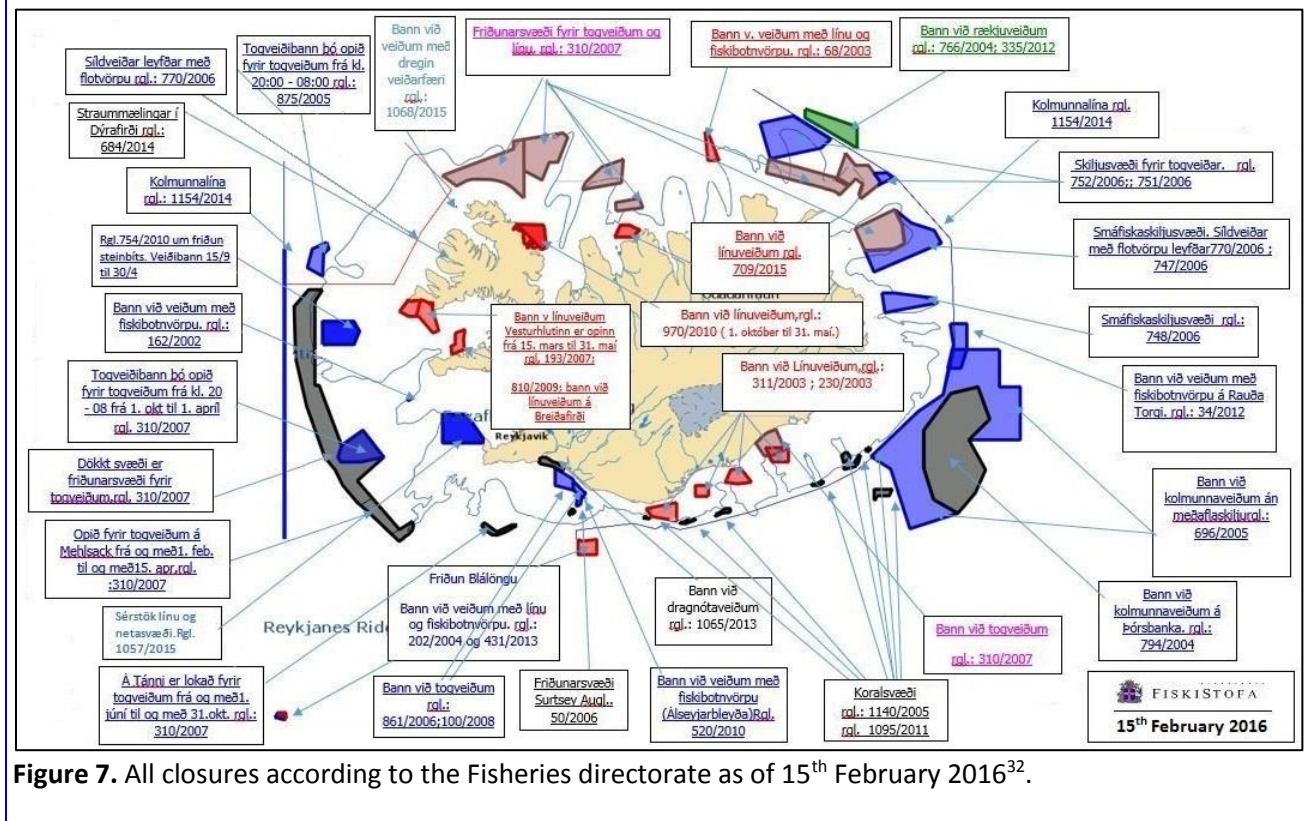 Bann við
veiðum með
dregin
veiðarfæri
rgl.:
1068/2015
Friðunarsvæði fyrir togveiðum og
línu. rgl.: 310/2007
Bann v. veiðum með línu og
fiskibotnvörpu. rgl.: 68/2003
Bann við rækjuveiðum
rgl.: 766/2004; 335/2012
Togveiðibann þó opið
fyrir togveiðum frá kl.
20:00 - 08:00 rgl.:
875/2005
Síldveiðar leyfðar með
flotvörpu rgl.: 770/2006
Straummælingar í
Dýrafirði rgl.:
684/2014
Kolmunnalína
rgl.: 1154/2014
Rgl.754/2010 um friðun
steinbíts. Veiðibann 15/9
til 30/4
Bann við veiðum með
fiskibotnvörpu. rgl.:
162/2002
Togveiðibann þó opið
fyrir togveiðum frá kl. 20
- 08 frá 1. okt til 1. apríl
rgl. 310/2007
Dökkt svæði er
friðunarsvæði fyrir
togveiðum,rgl. 310/2007
Opið fyrir togveiðum á
Mehlsack frá og með1. feb.
til og með15. apr.rgl.
:310/2007
Sérstök línu og
netasvæði.Rgl.
1057/2015
Á Tánni er lokað fyrir
togveiðum frá og með1.
júní til og með 31.okt. rgl.:
310/2007
Kolmunnalína rgl.
1154/2014
Skiljusvæði fyrir togveiðar. rgl.
752/2006;; 751/2006
Smáfiskaskiljusvæði. Síldveiðar
með flotvörpu leyfðar770/2006 ;
747/2006
Smáfiskaskiljusvæði rgl.:
748/2006
Bann við veiðum með
fiskibotnvörpu á Rauða
Torgi. rgl.: 34/2012
Bann við
kolmunnaveiðum án
meðaflaskiljurgl.:
696/2005
Bann við
kolmunnaveiðum á
Þórsbanka. rgl.:
794/2004
Bann við
línuveiðum rgl.
709/2015
Bann við línuveiðum,rgl.:
970/2010 ( 1. október til 31. maí.)
Bann v línuveiðum
Vesturhlutinn er opinn
frá 15. mars til 31. maí
rgl. 193/2007:
810/2009: bann við
línuveiðum á
Breiðafirði
Bann við Línuveiðum,rgl.:
311/2003 ; 230/2003
Reykjavik
Reykjanes Rid
Friðun Blálöngu
Bann við veiðum með línu
og fiskibotnvörpu. rgl.:
202/2004 og 431/2013
Bann við
dragnótaveiðum
rgl.: 1065/2013
Bann við togveiðum
rgl.: 310/2007
Bann við togveiðum
rgl.:
861/2006;100/2008
Friðunarsvæði
Surtsey Augl..
50/2006
Bann við veiðum með
fiskibotnvörpu
(Álseyjarbleyða)Rgl.
520/2010
Koralsvæði
rgl.: 1140/2005
rgl. 1095/2011
FISKISTOFA
15th February 2016
Figure 7. All closures according to the Fisheries directorate as of 15th February 2016³².